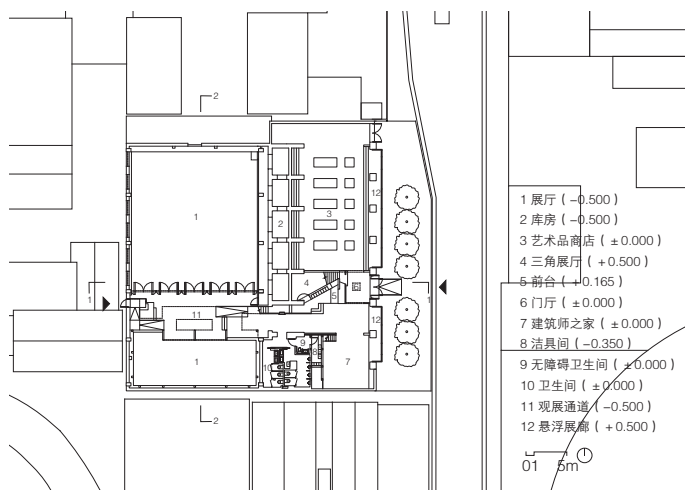 2
1
2
3
12
4
5
1
1
11
12
1
9
8
10
7
2
1 展厅 ( -0.500 )
2 库房 ( -0.500 )
3 艺术品商店 ( ±0.000 )
4 三角展厅 ( +0.500 )
5 前台 ( +0.165 )
6 门厅 ( ±0.000 )
7 建筑师之家 ( ±0.000 )
8 洁具间 ( -0.350 )
9 无障碍卫生间 ( ±0.000 )
10 卫生间 ( ±0.000 )
11 观展通道 ( -0.500 )
12 悬浮展廊 ( +0.500 )
01 5m